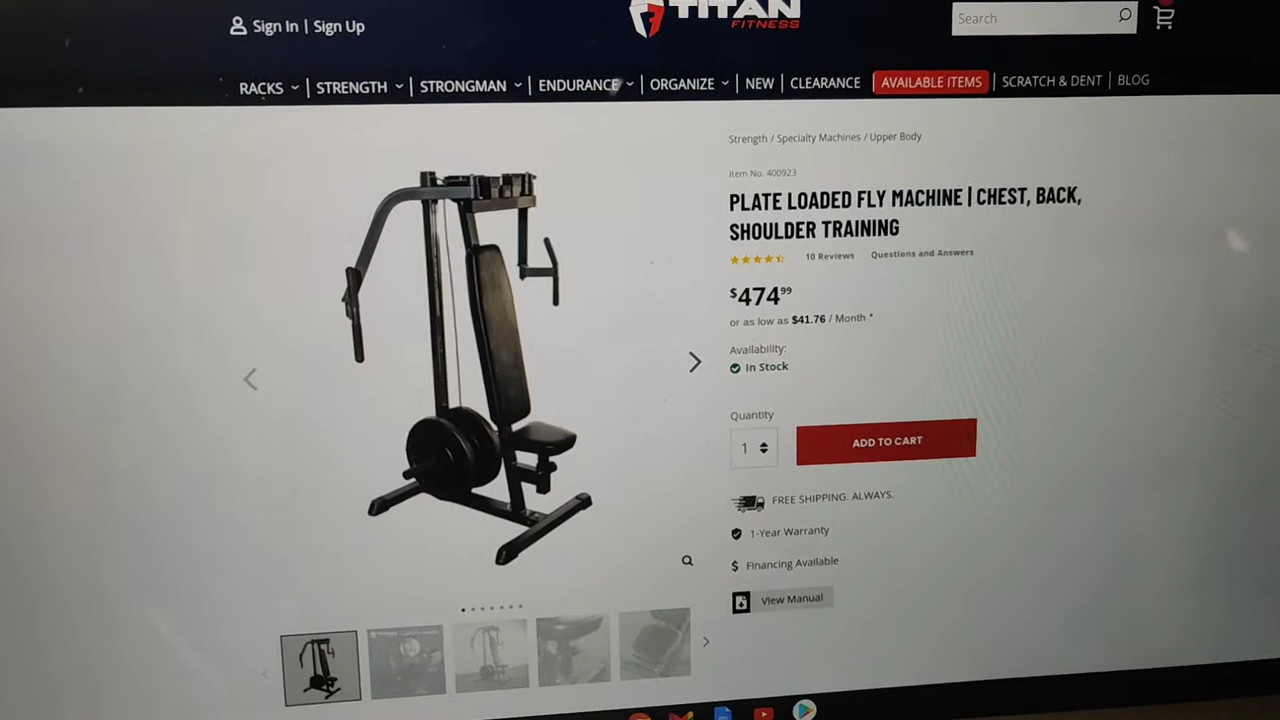 Sign In | Sign Up
TITAN
FITNESS
Search
RACKS | STRENGTH | STRONGMAN | ENDURANCE | ORGANIZE | NEW | CLEARANCE | AVAILABLE ITEMS | SCRATCH & DENT | BLOG
Strength / Specialty Machines / Upper Body
Item No. 400923
PLATE LOADED FLY MACHINE | CHEST, BACK,
SHOULDER TRAINING
10 Reviews Questions and Answers
$47499
or as low as $41.76 / Month *
Availability:
In Stock
Quantity
1 ADD TO CART
FREE SHIPPING. ALWAYS.
1-Year Warranty
$ Financing Available
View Manual